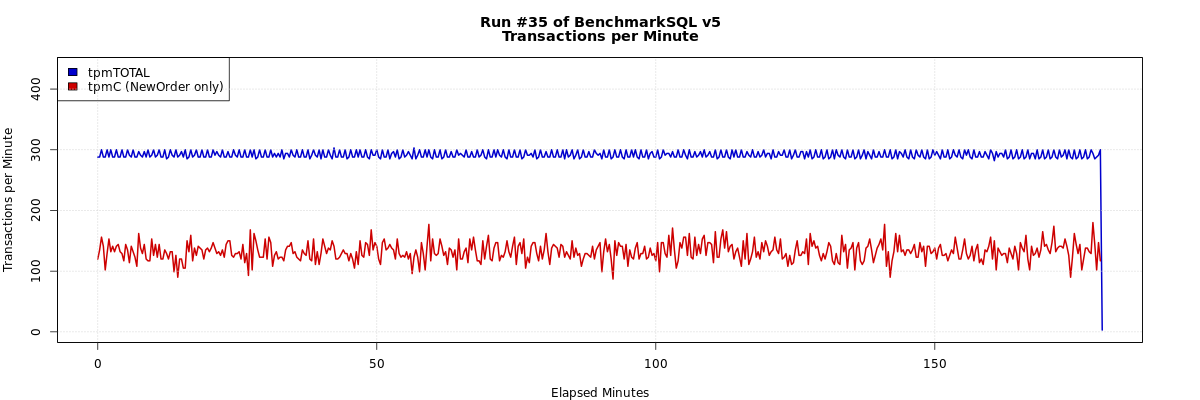 Run #35 of BenchmarkSQL v5
Transactions per Minute
tpmTOTAL
tpmC (NewOrder only)
Transactions per Minute
400
300
200
100
0
0 50 100 150
Elapsed Minutes